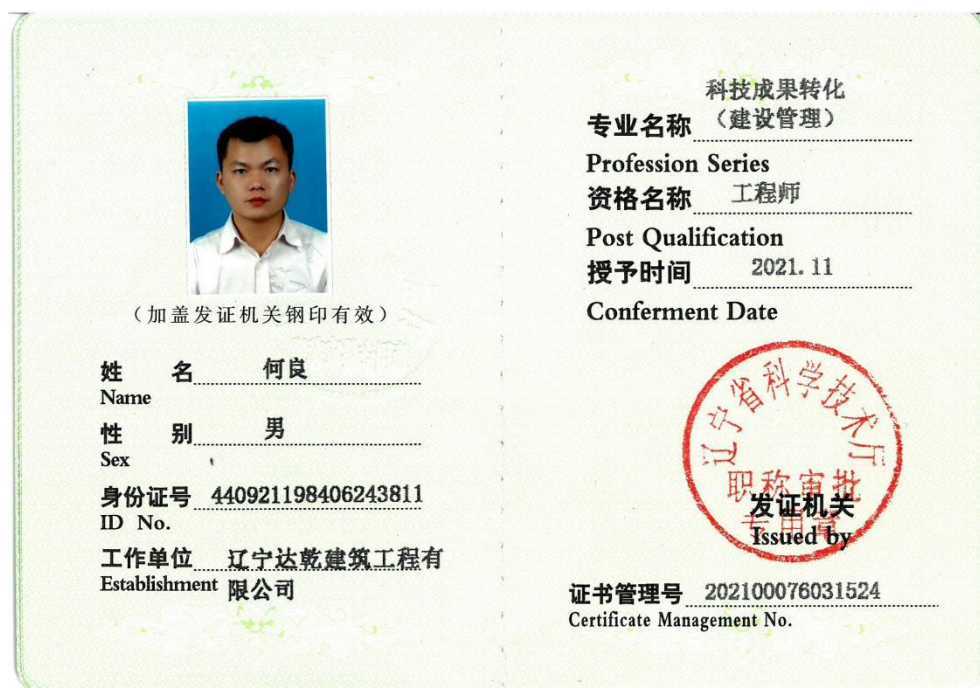 （加盖发证机关钢印有效）
姓 名 何良
Name
性 别 男
Sex
身份证号 440921198406243811
ID No.
工作单位 辽宁达乾建筑工程有
Establishment 限公司
科技成果转化
专业名称 （建设管理）
Profession Series
资格名称 工程师
Post Qualification
授予时间 2021.11
Conferment Date
辽宁省科学技术厅
职称审批
专用章
发证机关
Issued by
证书管理号 202100076031524
Certificate Management No.